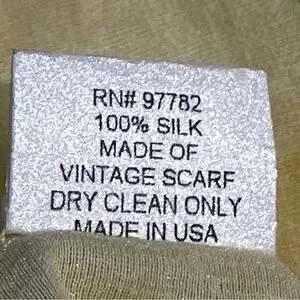 RN# 97782
100% SILK
MADE OF
VINTAGE SCARF
DRY CLEAN ONLY
MADE IN USA